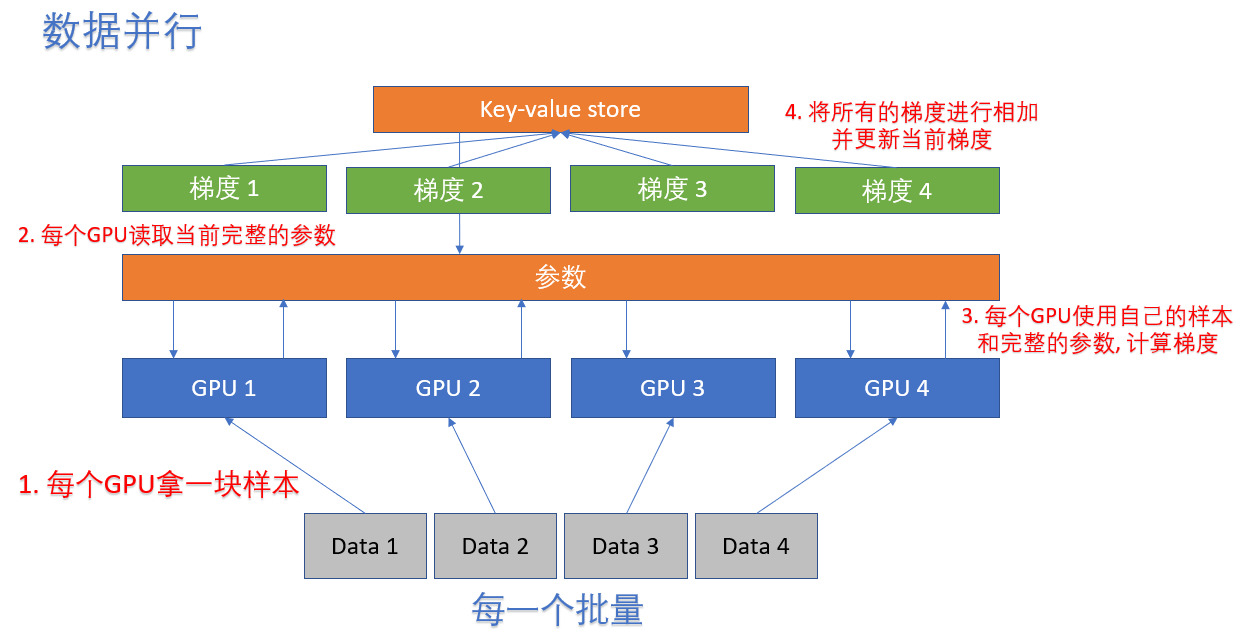 数据并行
Key-value store
4. 将所有的梯度进行相加
并更新当前梯度
梯度 1
梯度 2
梯度 3
梯度 4
2. 每个GPU读取当前完整的参数
参数
3. 每个GPU使用自己的样本
和完整的参数, 计算梯度
GPU 1
GPU 2
GPU 3
GPU 4
1. 每个GPU拿一块样本
Data 1
Data 2
Data 3
Data 4
每一个批量